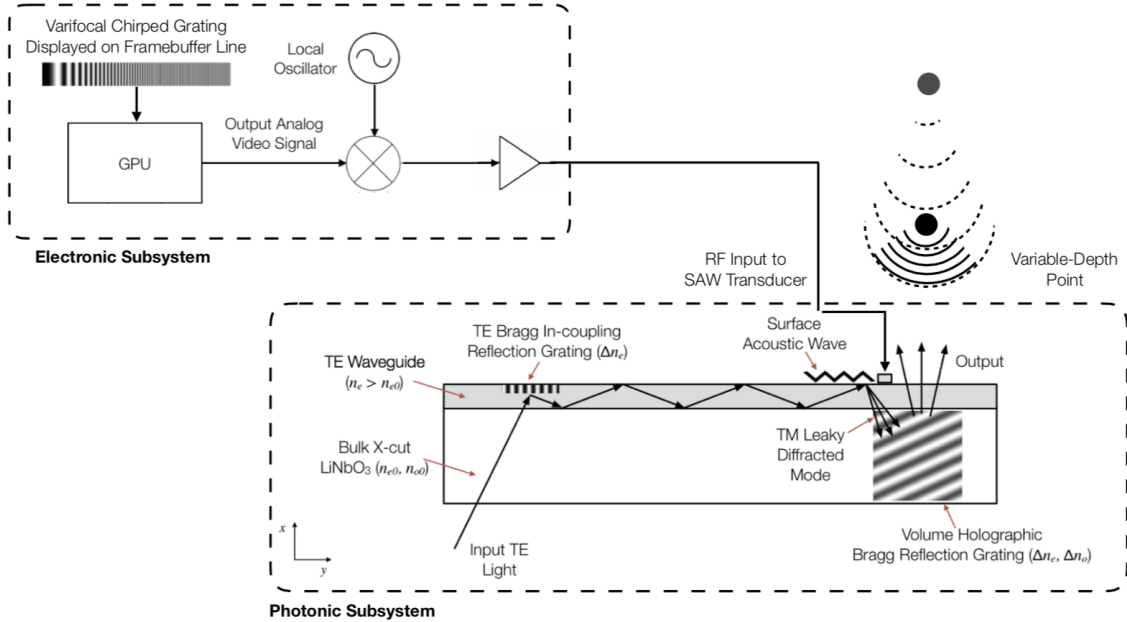 Varifocal Chirped Grating
Displayed on Framebuffer Line
Local
Oscillator
Output Analog
Video Signal
GPU
Electronic Subsystem
RF Input to
SAW Transducer
Variable-Depth
Point
TE Bragg In-coupling
Reflection Grating (Δnₑ)
Surface
Acoustic Wave
Output
TE Waveguide
(nₑ > nₑ₀)
TM Leaky
Diffracted
Mode
Bulk X-cut
LiNbO₃ (nₑ₀, nₒ₀)
Input TE
Light
x
y
Volume Holographic
Bragg Reflection Grating (Δnₑ, Δnₒ)
Photonic Subsystem